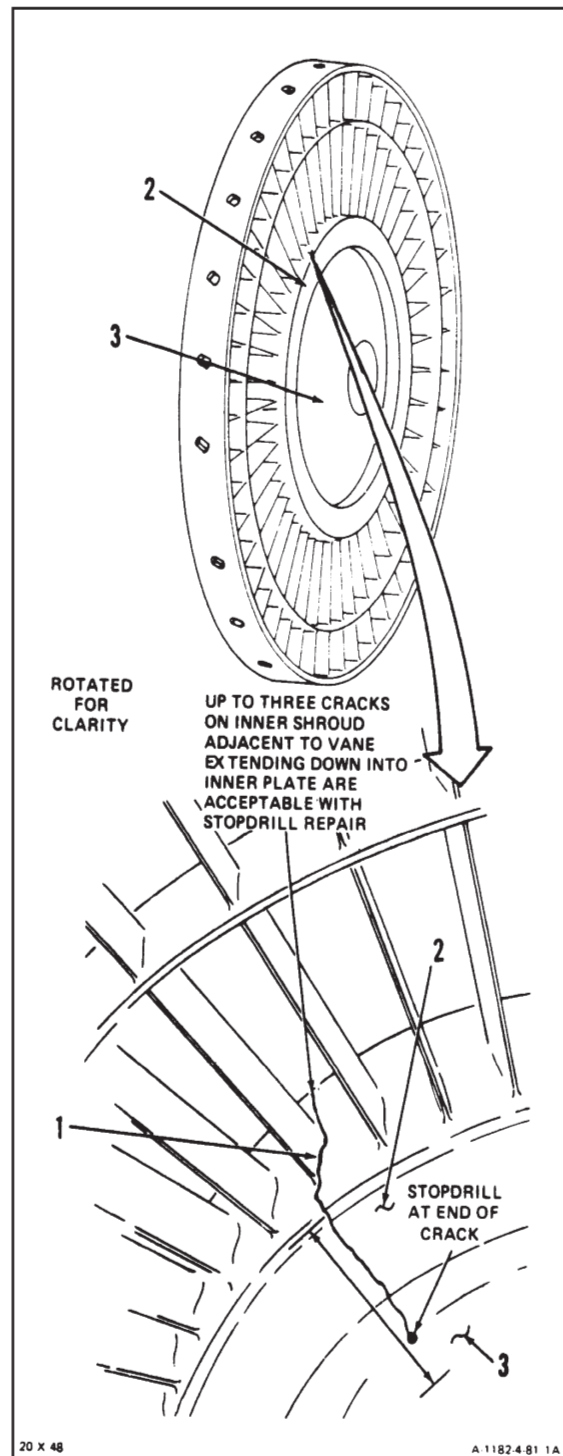 2
3
ROTATED
FOR
CLARITY
UP TO THREE CRACKS
ON INNER SHROUD
ADJACENT TO VANE
EXTENDING DOWN INTO
INNER PLATE ARE
ACCEPTABLE WITH
STOPDRILL REPAIR
2
1
STOPDRILL
AT END OF
CRACK
3
20 X 48
A-1182-4-81 1A